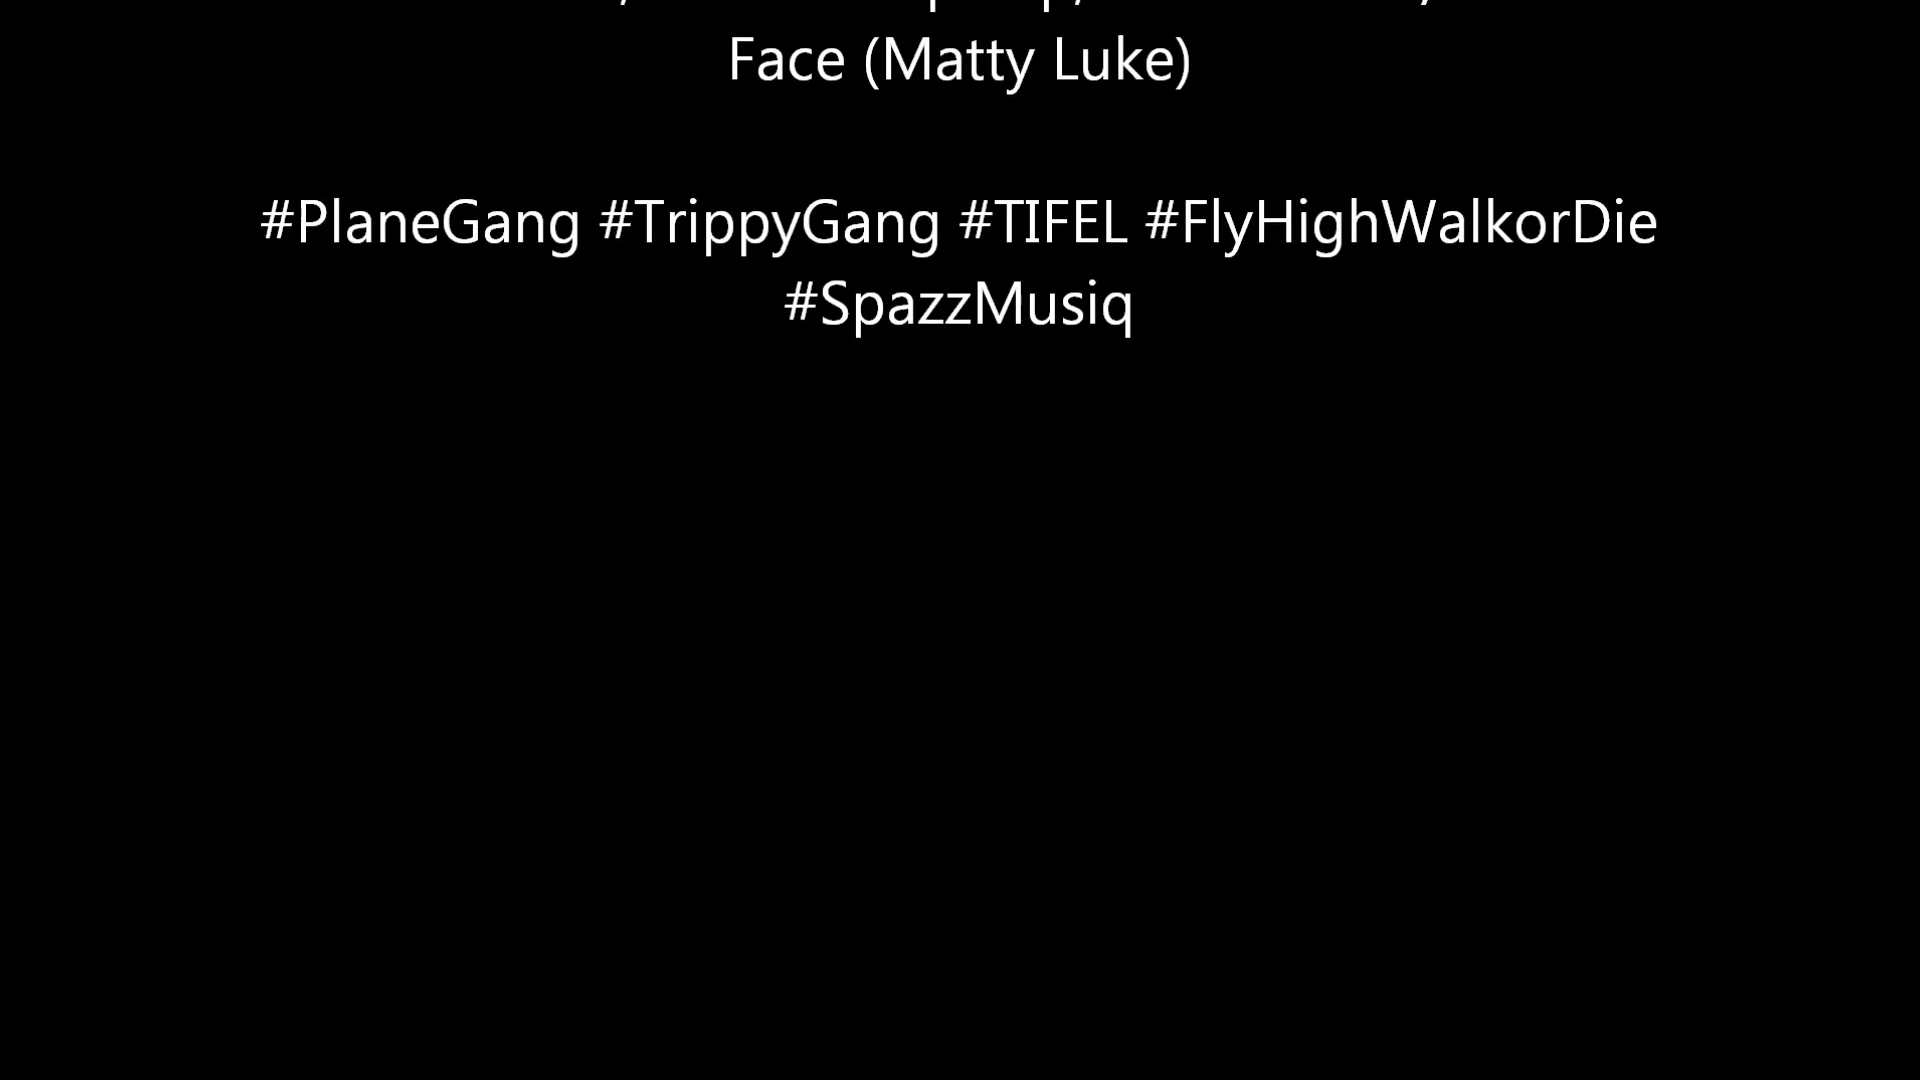 Face (Matty Luke)
#PlaneGang #TrippyGang #TIFEL #FlyHighWalkorDie
#SpazzMusiq